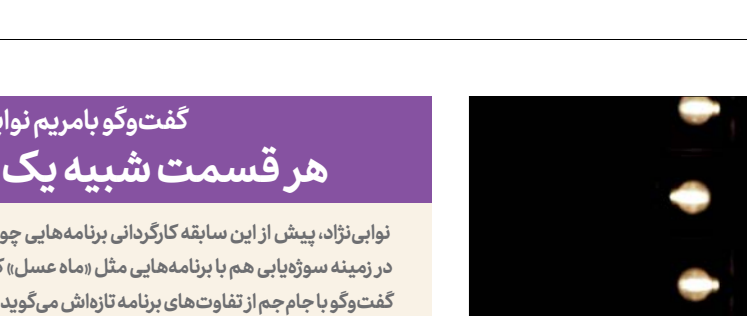 گفت‌وگو با مریم
هر قسمت شبیه یک
نوابی‌نژاد، پیش از این سابقه کارگردانی برنامه‌هایی
در زمینه سوژه‌یابی هم با برنامه‌هایی مثل «ماه عسل»
گفت‌وگو با جام‌جم از تفاوت‌های برنامه تازه‌اش می‌گوید